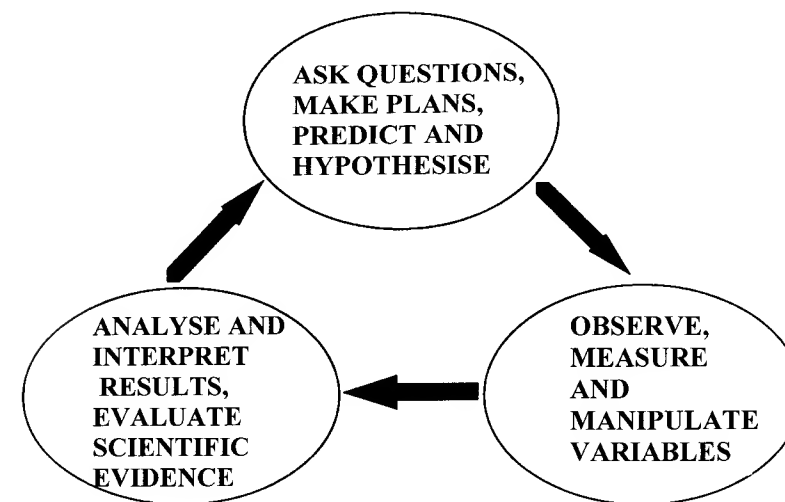 ASK QUESTIONS,
MAKE PLANS,
PREDICT AND
HYPOTHESISE
OBSERVE,
MEASURE
AND
MANIPULATE
VARIABLES
ANALYSE AND
INTERPRET
RESULTS,
EVALUATE
SCIENTIFIC
EVIDENCE